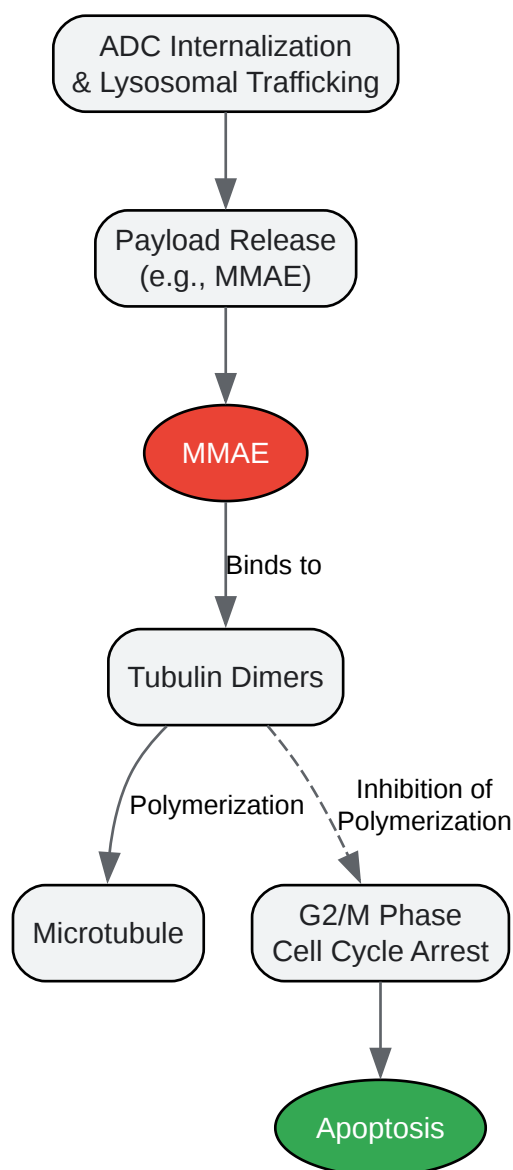 ADC Internalization
& Lysosomal Trafficking
Payload Release
(e.g., MMAE)
MMAE
Binds to
Tubulin Dimers
Polymerization
Inhibition of
Polymerization
Microtubule
G2/M Phase
Cell Cycle Arrest
Apoptosis